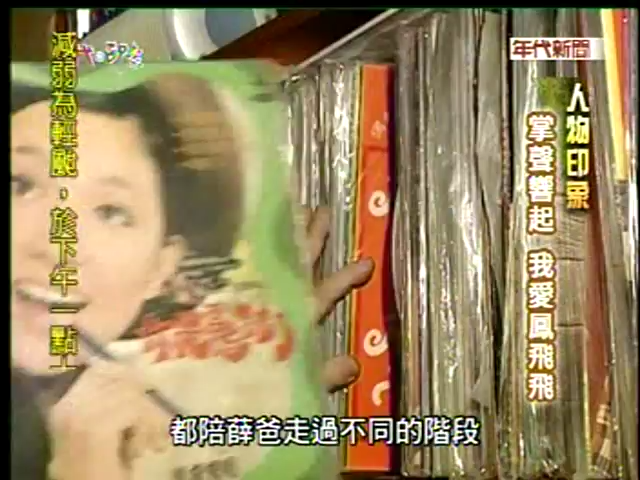 年代新聞
人物印象
掌聲響起 我愛鳳飛飛
減弱為輕颱，於下午一點
都陪薛爸走過不同的階段